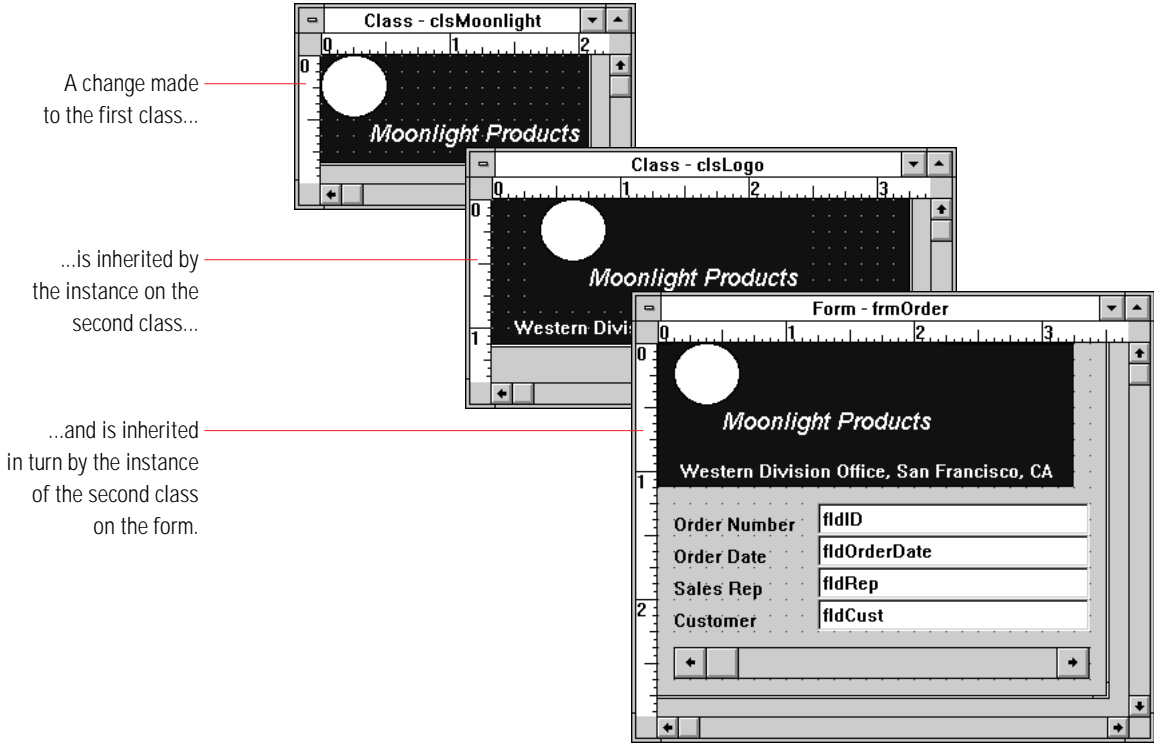 Class - clsMoonlight
0 1 2
0
A change made
to the first class...
Moonlight Products
Class - clsLogo
0 1 2 3
0
...is inherited by
the instance on the
second class...
Moonlight Products
Western Divi
1
Form - frmOrder
0 1 2 3
0
...and is inherited
in turn by the instance
of the second class
on the form.
Moonlight Products
Western Division Office, San Francisco, CA
1
Order Number fldID
Order Date fldOrderDate
Sales Rep fldRep
2
Customer fldCust